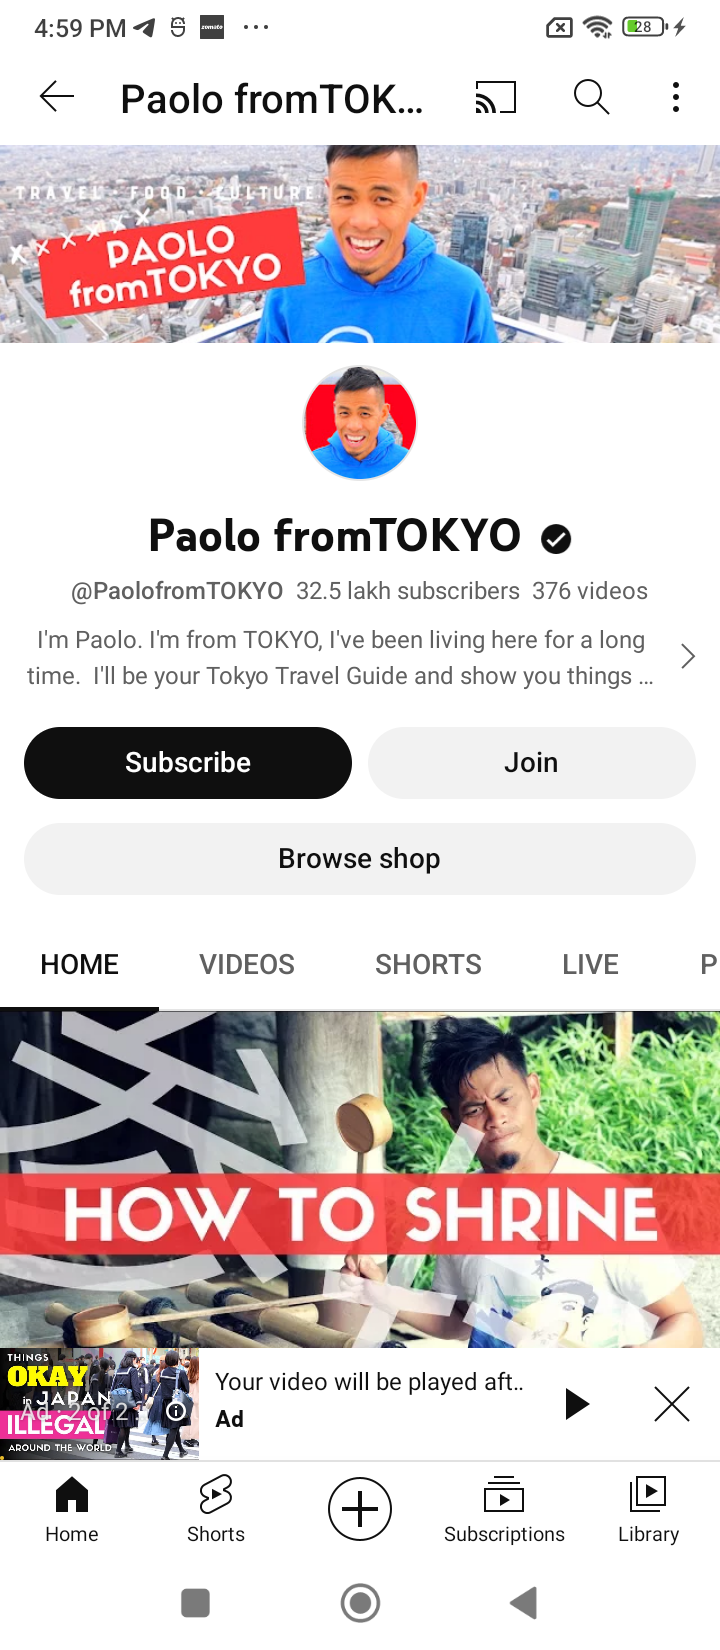 4:59 PM
zomato
28
Paolo fromTOK...
TRAVEL · FOOD · CULTURE
x x x x x x
PAOLO
fromTOKYO
Paolo fromTOKYO
@PaolofromTOKYO 32.5 lakh subscribers 376 videos
I'm Paolo. I'm from TOKYO, I've been living here for a long
time. I'll be your Tokyo Travel Guide and show you things ...
Subscribe
Join
Browse shop
HOME
VIDEOS
SHORTS
LIVE
P
HOW TO SHRINE
日本
THINGS
OKAY
in JAPAN
Ad · 2 of 2
ILLEGAL
AROUND THE WORLD
Your video will be played aft..
Ad
Home
Shorts
Subscriptions
Library